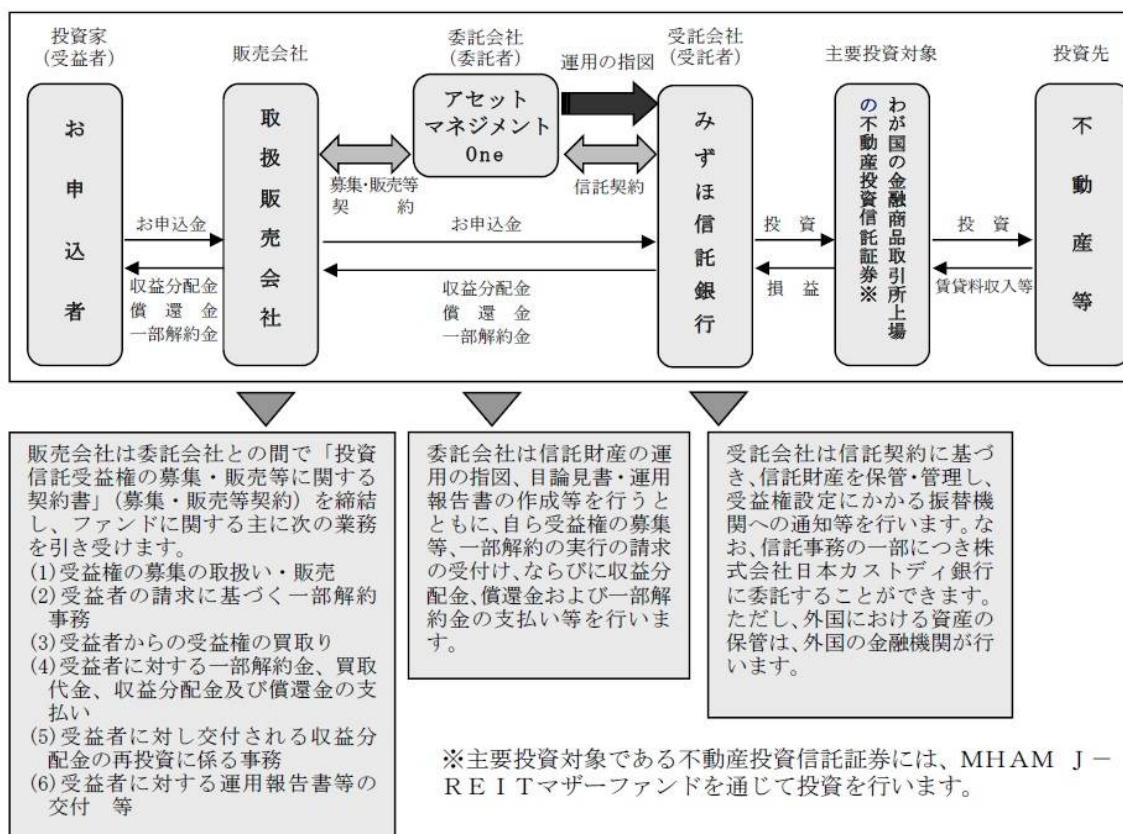 投資家
(受益者)
お申込者
販売会社
取扱販売会社
委託会社
(委託者)
アセット
マネジメント
One
運用の指図
受託会社
(受託者)
みずほ信託銀行
主要投資対象
わが国の金融商品取引所上場
の不動産投資信託証券※
投資先
不動産等
募集・販売等
契 約
信託契約
お申込金
収益分配金
償 還 金
一部解約金
お申込金
収益分配金
償 還 金
一部解約金
投 資
損 益
投 資
賃貸料収入等
販売会社は委託会社との間で「投資
信託受益権の募集・販売等に関する
契約書」(募集・販売等契約) を締結
し、ファンドに関する主に次の業務
を引き受けます。
(1)受益権の募集の取扱い・販売
(2)受益者の請求に基づく一部解約
事務
(3)受益者からの受益権の買取り
(4)受益者に対する一部解約金、買取
代金、収益分配金及び償還金の支
払い
(5)受益者に対し交付される収益分
配金の再投資に係る事務
(6)受益者に対する運用報告書等の
交付 等
委託会社は信託財産の運
用の指図、目論見書・運用
報告書の作成等を行うと
ともに、自ら受益権の募集
等、一部解約の実行の請求
の受付け、ならびに収益分
配金、償還金および一部解
約金の支払い等を行いま
す。
受託会社は信託契約に基づ
き、信託財産を保管・管理し、
受益権設定にかかる振替機
関への通知等を行います。な
お、信託事務の一部につき株
式会社日本カストディ銀行
に委託することができます。
ただし、外国における資産の
保管は、外国の金融機関が行
います。
※主要投資対象である不動産投資信託証券には、MHAM J－
REITマザーファンドを通じて投資を行います。